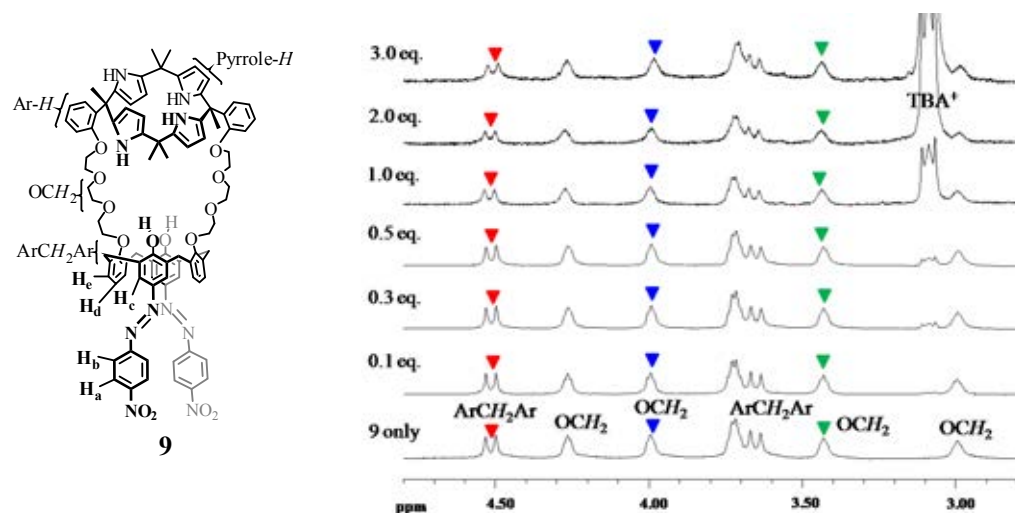 NH
Pyrrole-H
Ar-H
HN
HN
NH
O
O
O
O
OCH2
O
O
H
H
O
O
ArCH2Ar
O
O
He
Hd
Hc
N
N
N
N
Hb
Ha
NO2
NO2
9
3.0 eq.
TBA+
2.0 eq.
1.0 eq.
0.5 eq.
0.3 eq.
0.1 eq.
ArCH2Ar
OCH2
OCH2
ArCH2Ar
OCH2
OCH2
9 only
ppm
4.50
4.00
3.50
3.00